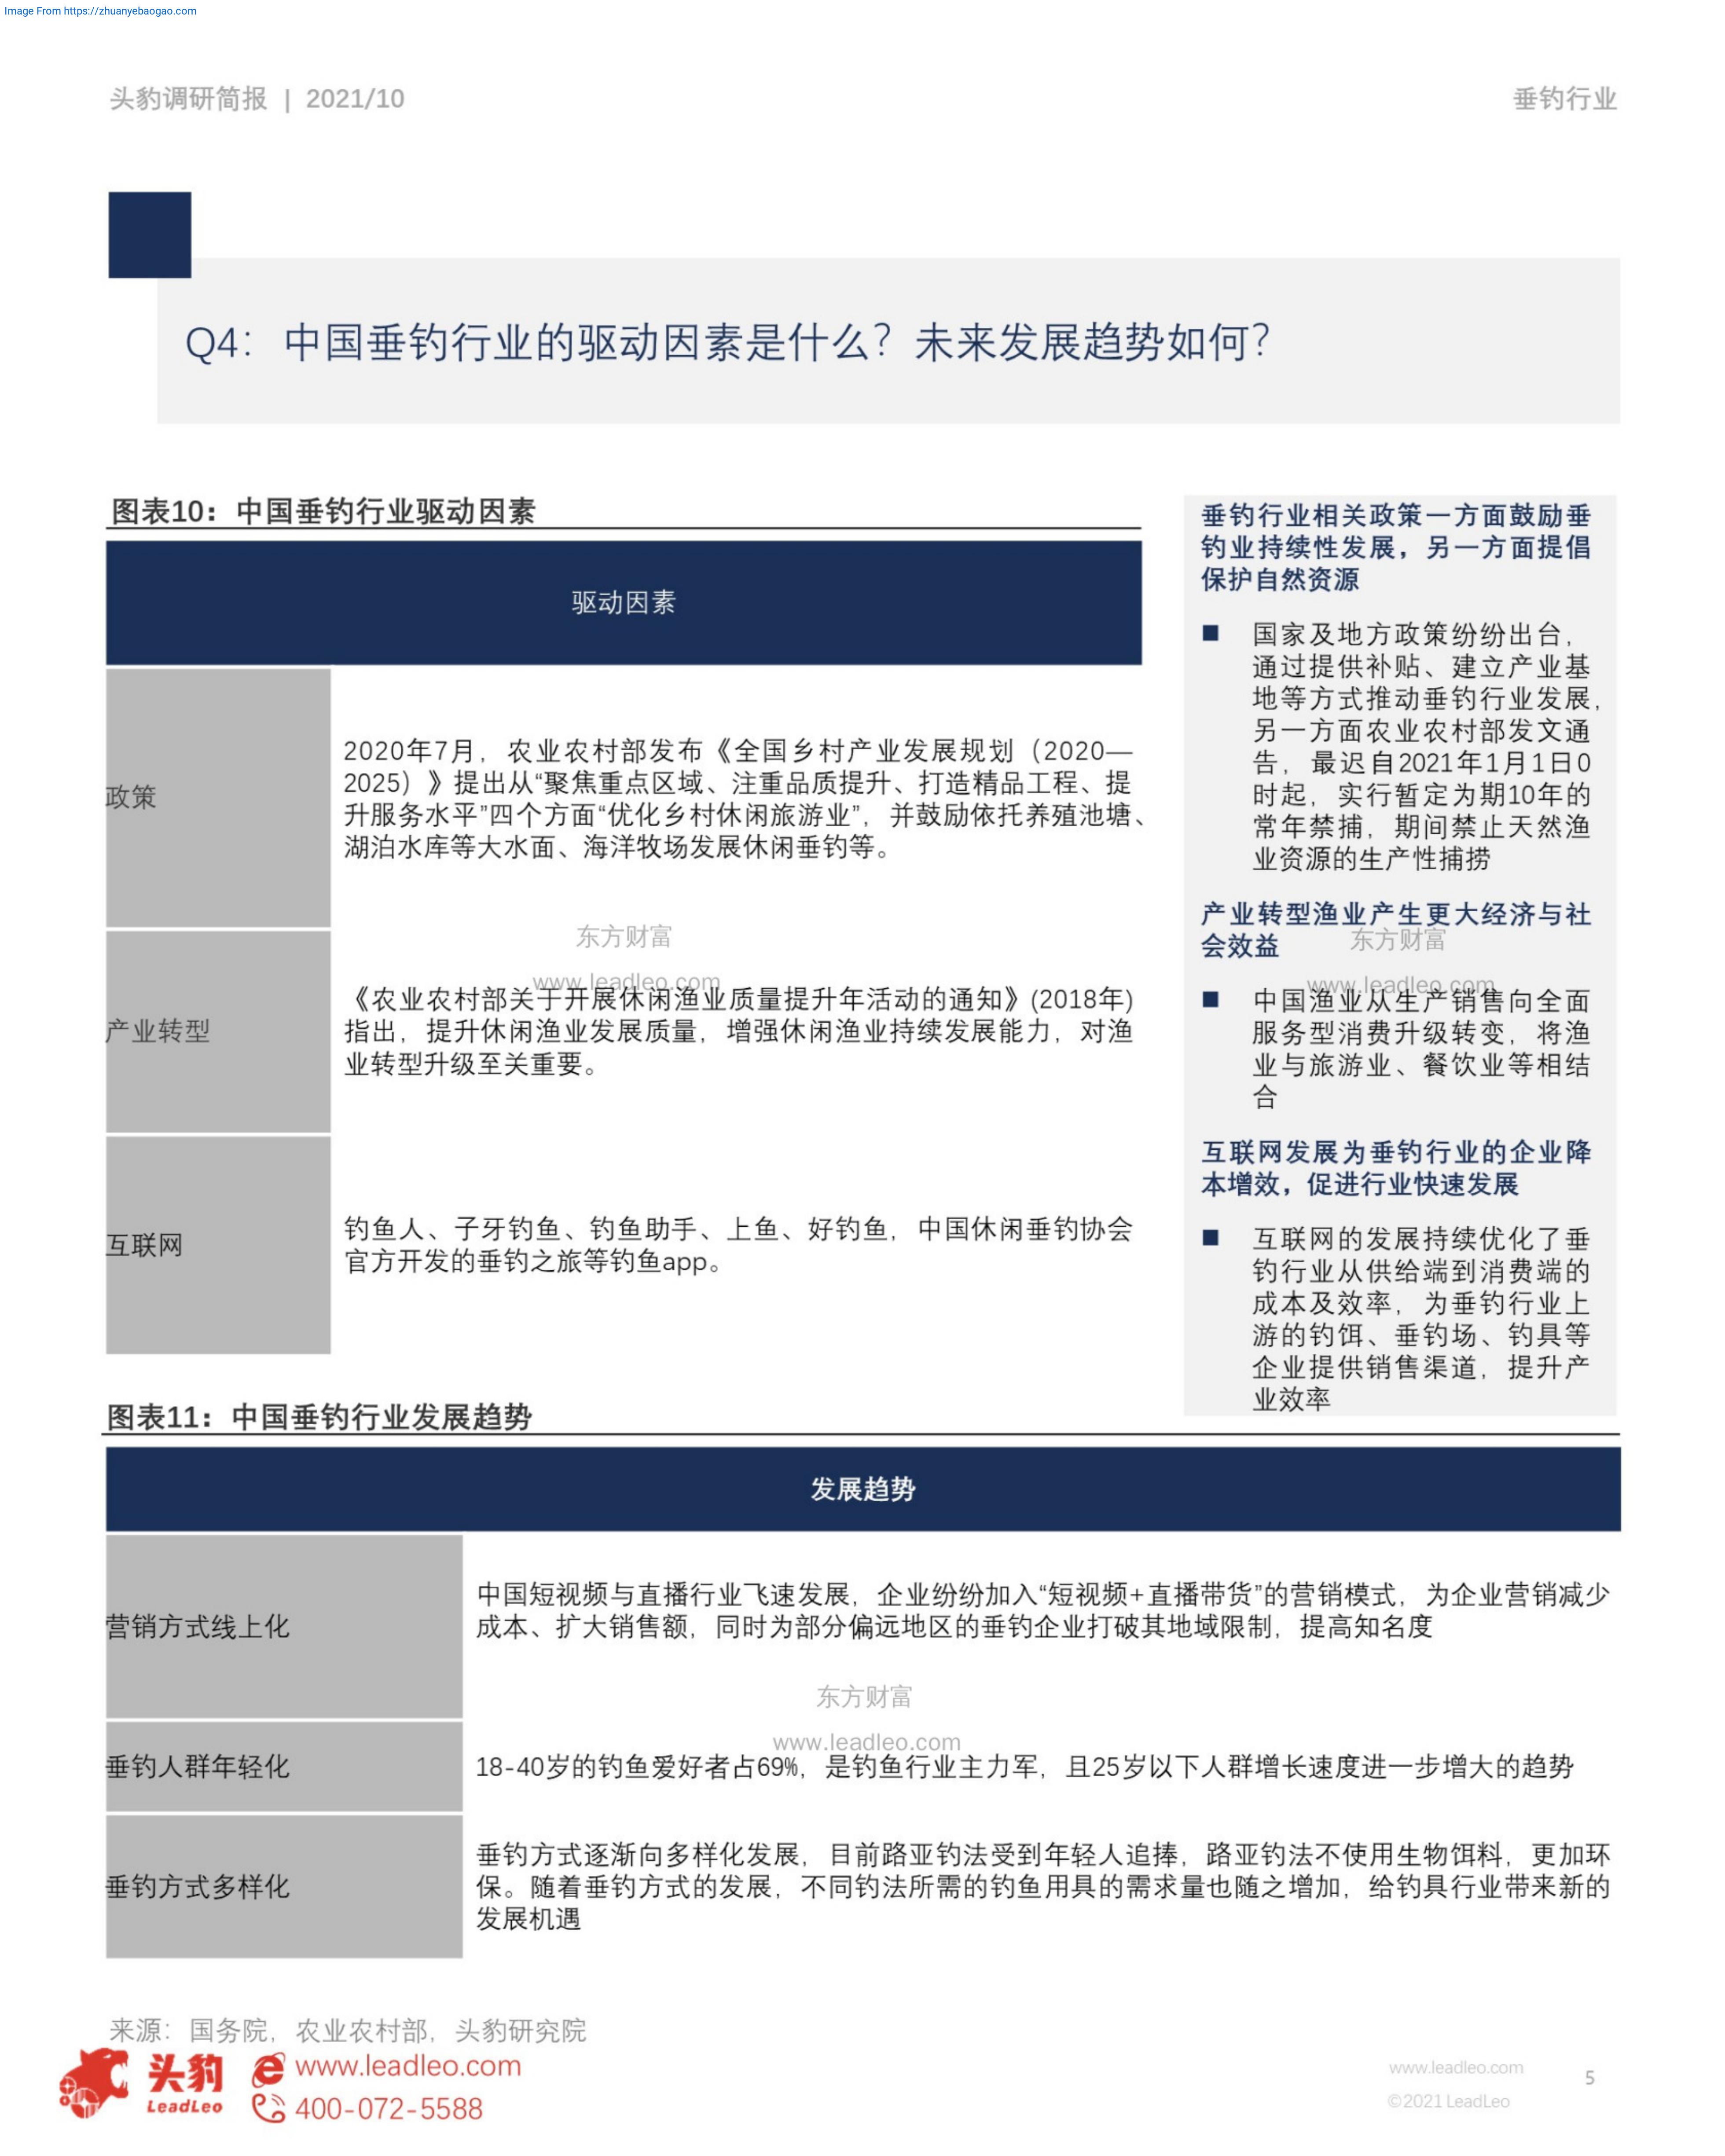 Image From https://zhuanyebaogao.com
头豹调研简报 | 2021/10
垂钓行业
Q4： 中国垂钓行业的驱动因素是什么？未来发展趋势如何？
图表10：中国垂钓行业驱动因素
驱动因素
政策
2020年7月，农业农村部发布《全国乡村产业发展规划（2020—
2025）》提出从“聚焦重点区域、注重品质提升、打造精品工程、提
升服务水平”四个方面“优化乡村休闲旅游业”，并鼓励依托养殖池塘、
湖泊水库等大水面、海洋牧场发展休闲垂钓等。
东方财富
www.leadleo.com
产业转型
《农业农村部关于开展休闲渔业质量提升年活动的通知》(2018年)
指出，提升休闲渔业发展质量，增强休闲渔业持续发展能力，对渔
业转型升级至关重要。
互联网
钓鱼人、子牙钓鱼、钓鱼助手、上鱼、好钓鱼，中国休闲垂钓协会
官方开发的垂钓之旅等钓鱼app。
垂钓行业相关政策一方面鼓励垂
钓业持续性发展，另一方面提倡
保护自然资源
■ 国家及地方政策纷纷出台，
通过提供补贴、建立产业基
地等方式推动垂钓行业发展，
另一方面农业农村部发文通
告，最迟自2021年1月1日0
时起，实行暂定为期10年的
常年禁捕，期间禁止天然渔
业资源的生产性捕捞
产业转型渔业产生更大经济与社
会效益
东方财富
www.leadleo.com
■ 中国渔业从生产销售向全面
服务型消费升级转变，将渔
业与旅游业、餐饮业等相结
合
互联网发展为垂钓行业的企业降
本增效，促进行业快速发展
■ 互联网的发展持续优化了垂
钓行业从供给端到消费端的
成本及效率，为垂钓行业上
游的钓饵、垂钓场、钓具等
企业提供销售渠道，提升产
业效率
图表11：中国垂钓行业发展趋势
发展趋势
营销方式线上化
中国短视频与直播行业飞速发展，企业纷纷加入“短视频+直播带货”的营销模式，为企业营销减少
成本、扩大销售额，同时为部分偏远地区的垂钓企业打破其地域限制，提高知名度
东方财富
www.leadleo.com
垂钓人群年轻化
18-40岁的钓鱼爱好者占69%，是钓鱼行业主力军，且25岁以下人群增长速度进一步增大的趋势
垂钓方式多样化
垂钓方式逐渐向多样化发展，目前路亚钓法受到年轻人追捧，路亚钓法不使用生物饵料，更加环
保。随着垂钓方式的发展，不同钓法所需的钓鱼用具的需求量也随之增加，给钓具行业带来新的
发展机遇
来源：国务院，农业农村部，头豹研究院
头豹
LeadLeo
www.leadleo.com
400-072-5588
www.leadleo.com
©2021 LeadLeo
5